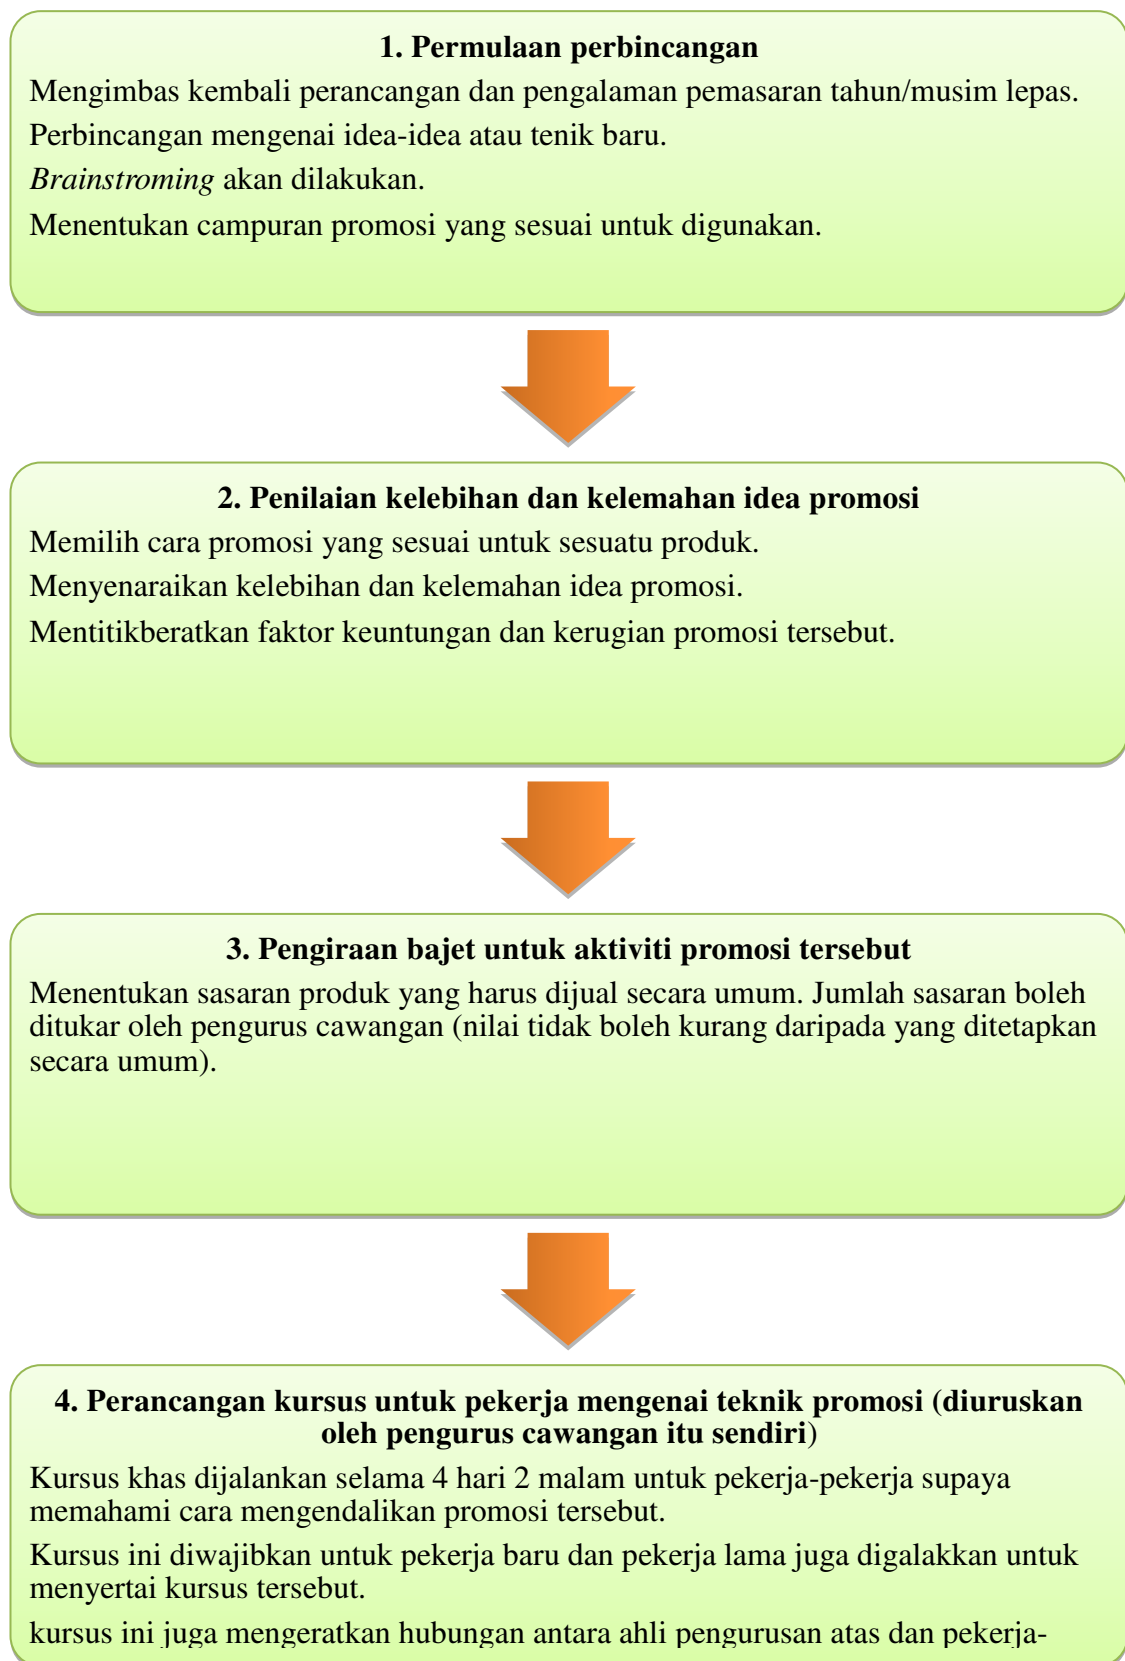 1. Permulaan perbincangan
Mengimbas kembali perancangan dan pengalaman pemasaran tahun/musim lepas.
Perbincangan mengenai idea-idea atau tenik baru.
Brainstroming akan dilakukan.
Menentukan campuran promosi yang sesuai untuk digunakan.
2. Penilaian kelebihan dan kelemahan idea promosi
Memilih cara promosi yang sesuai untuk sesuatu produk.
Menyenaraikan kelebihan dan kelemahan idea promosi.
Mentitikberatkan faktor keuntungan dan kerugian promosi tersebut.
3. Pengiraan bajet untuk aktiviti promosi tersebut
Menentukan sasaran produk yang harus dijual secara umum. Jumlah sasaran boleh
ditukar oleh pengurus cawangan (nilai tidak boleh kurang daripada yang ditetapkan
secara umum).
4. Perancangan kursus untuk pekerja mengenai teknik promosi (diuruskan
oleh pengurus cawangan itu sendiri)
Kursus khas dijalankan selama 4 hari 2 malam untuk pekerja-pekerja supaya
memahami cara mengendalikan promosi tersebut.
Kursus ini diwajibkan untuk pekerja baru dan pekerja lama juga digalakkan untuk
menyertai kursus tersebut.
kursus ini juga mengeratkan hubungan antara ahli pengurusan atas dan pekerja-